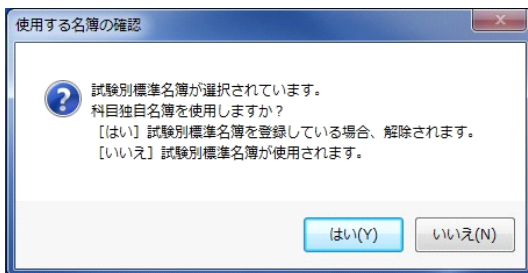 使用する名簿の確認
試験別標準名簿が選択されています。
科目独自名簿を使用しますか？
［はい］試験別標準名簿を登録している場合、解除されます。
［いいえ］試験別標準名簿が使用されます。
はい(Y)
いいえ(N)